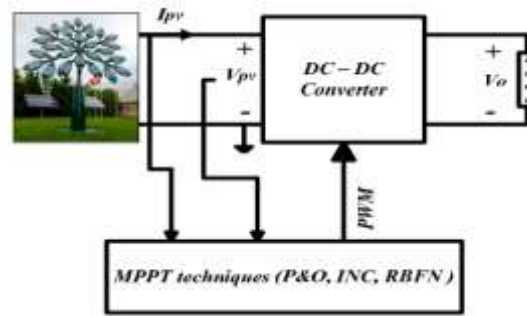 Ipv
+
Vpv
-
DC – DC
Converter
+
Vo
-
PWM
MPPT techniques (P&O, INC, RBFN )